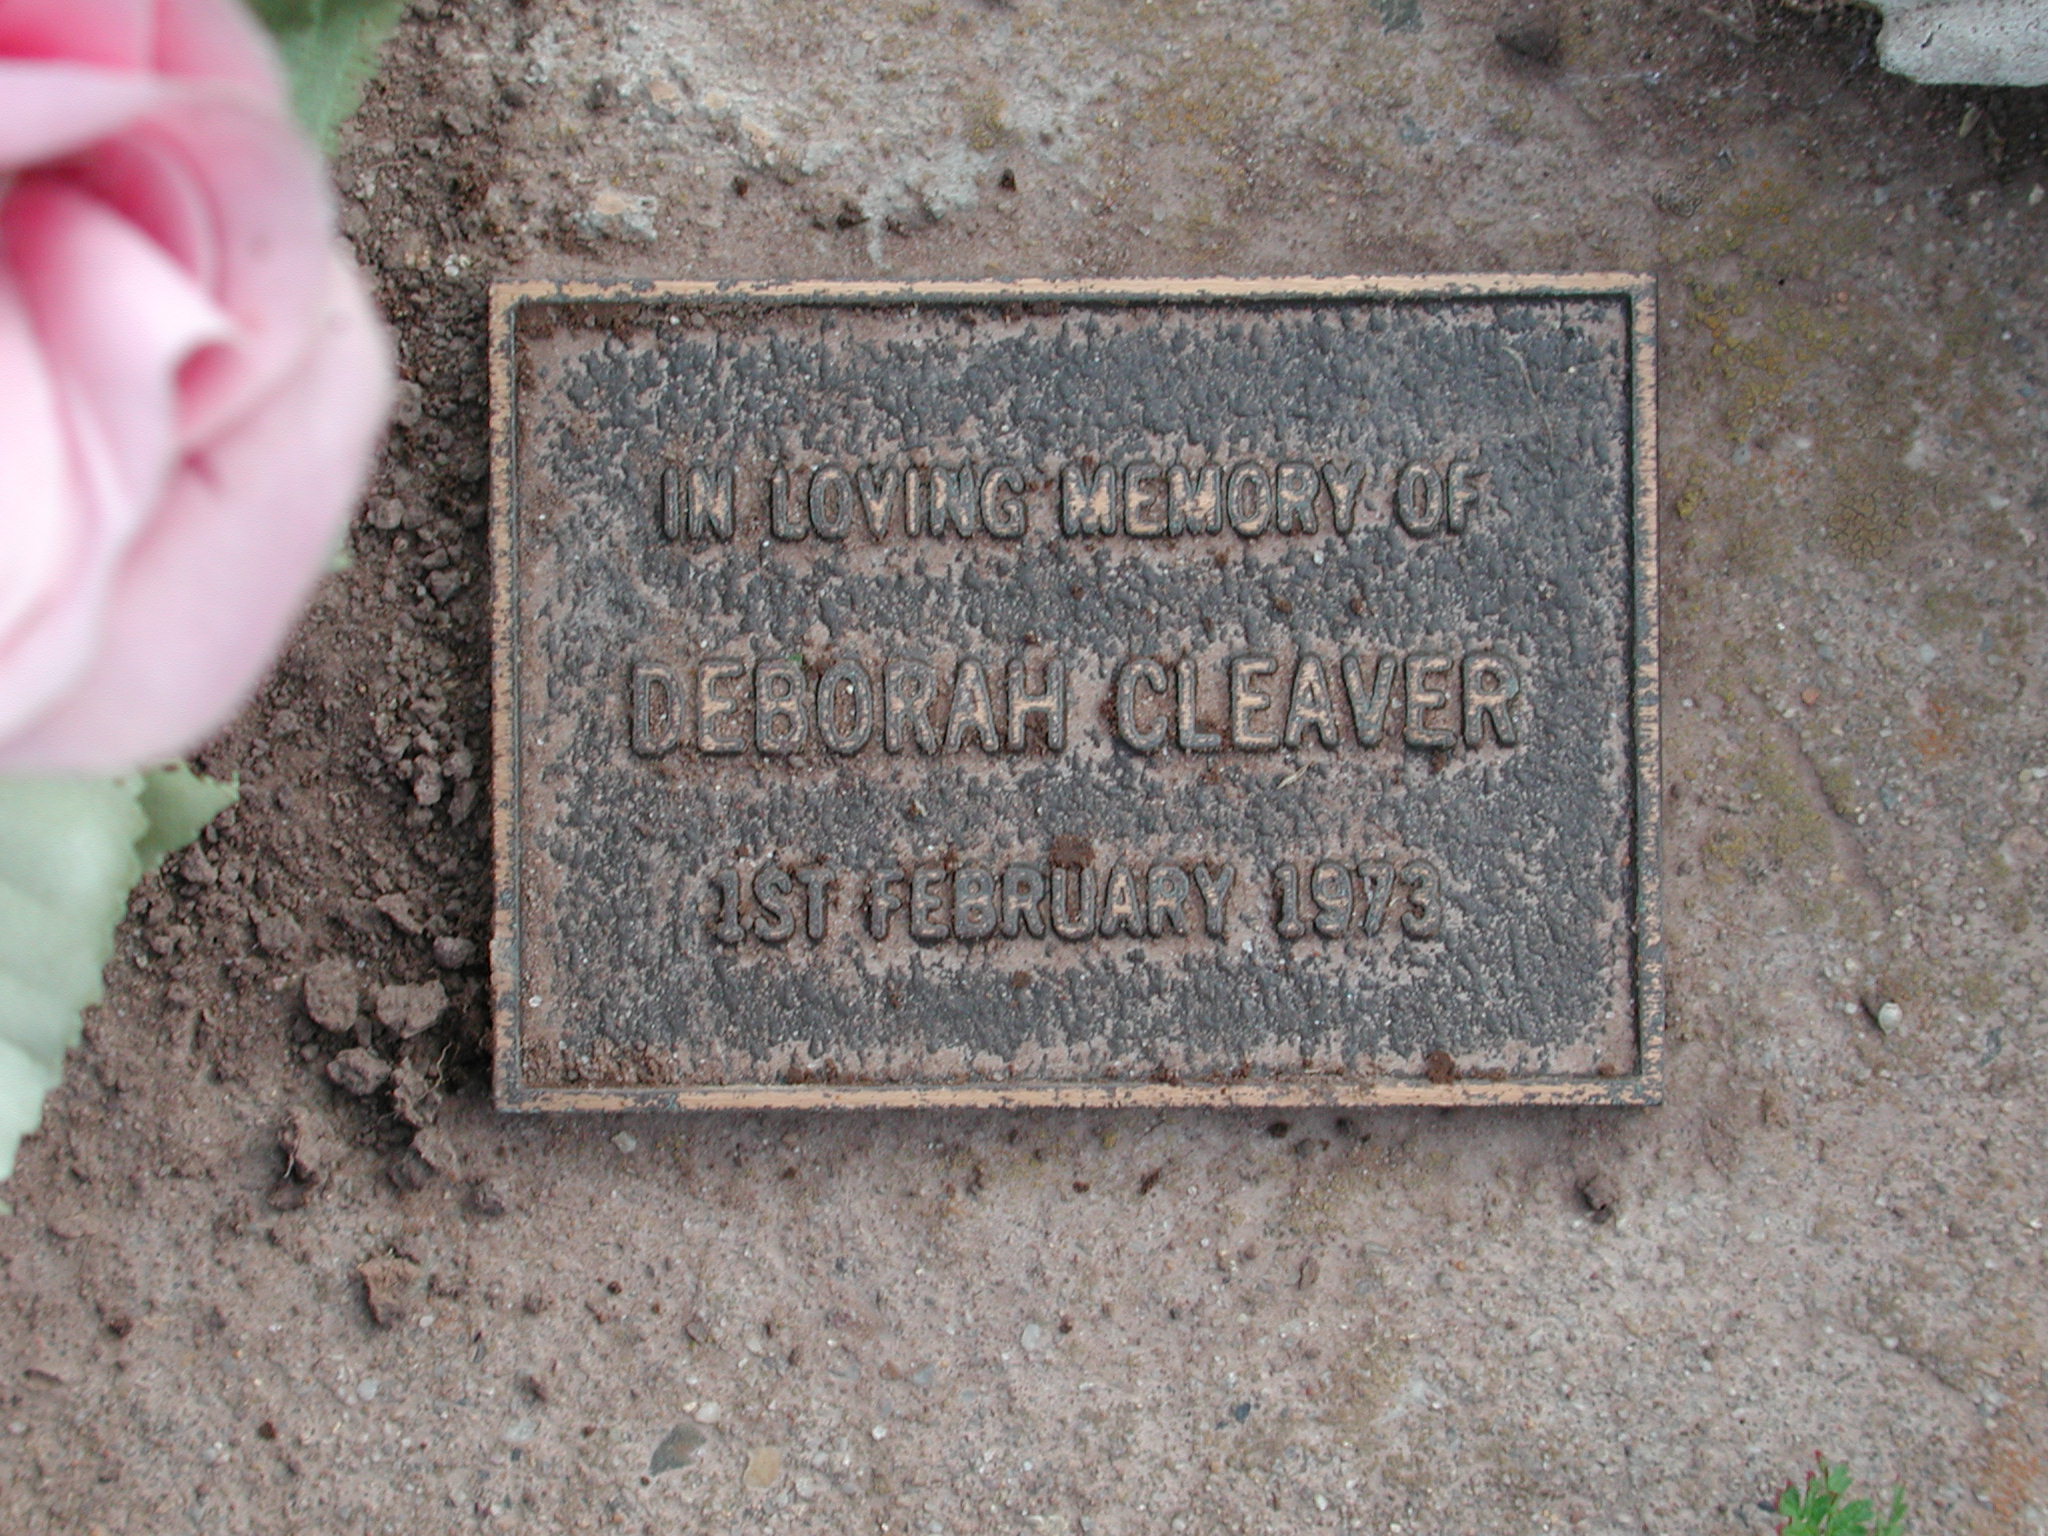 IN LOVING MEMORY OF
DEBORAH CLEAVER
1ST FEBRUARY 1973